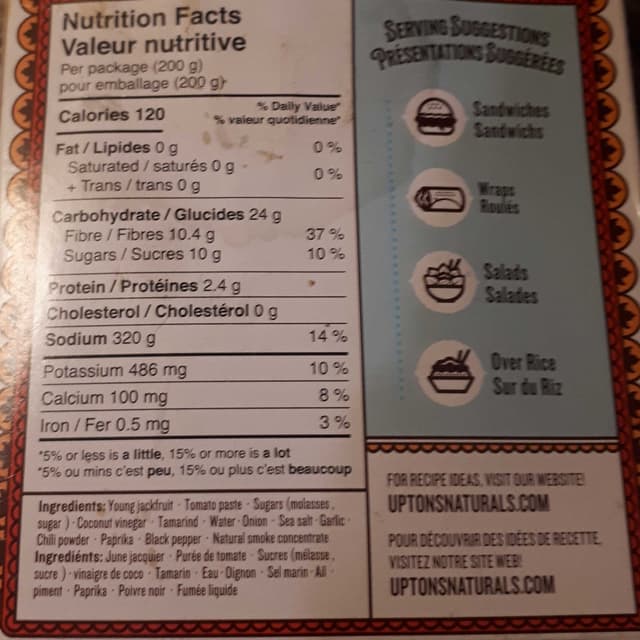 Nutrition Facts
Valeur nutritive
Per package (200 g)
pour emballage (200 g)
Calories 120
% Daily Value*
% valeur quotidienne*
Fat / Lipides 0 g 0 %
Saturated / saturés 0 g
+ Trans / trans 0 g
0 %
Carbohydrate / Glucides 24 g
Fibre / Fibres 10.4 g 37 %
Sugars / Sucres 10 g 10 %
Protein / Protéines 2.4 g
Cholesterol / Cholestérol 0 g
Sodium 320 g 14 %
Potassium 486 mg 10 %
Calcium 100 mg 8 %
Iron / Fer 0.5 mg 3 %
*5% or less is a little, 15% or more is a lot
*5% ou mins c'est peu, 15% ou plus c'est beaucoup
Ingredients: Young jackfruit · Tomato paste · Sugars (molasses,
sugar ) · Coconut vinegar · Tamarind · Water · Onion · Sea salt · Garlic ·
Chili powder · Paprika · Black pepper · Natural smoke concentrate
Ingrediénts: June jacquier · Purée de tomate · Sucres (mélasse,
sucre ) · vinaigre de coco · Tamarin · Eau · Oignon · Sel marin · All ·
piment · Paprika · Poivre noir · Fumée liquide
SERVING SUGGESTIONS
PRÉSENTATIONS SUGGÉRÉES
Sandwiches
Sandwichs
Wraps
Roulés
Salads
Salades
Over Rice
Sur du Riz
FOR RECIPE IDEAS, VISIT OUR WEBSITE!
UPTONSNATURALS.COM
POUR DÉCOUVRIR DES IDÉES DE RECETTE,
VISITEZ NOTRE SITE WEB!
UPTONSNATURALS.COM